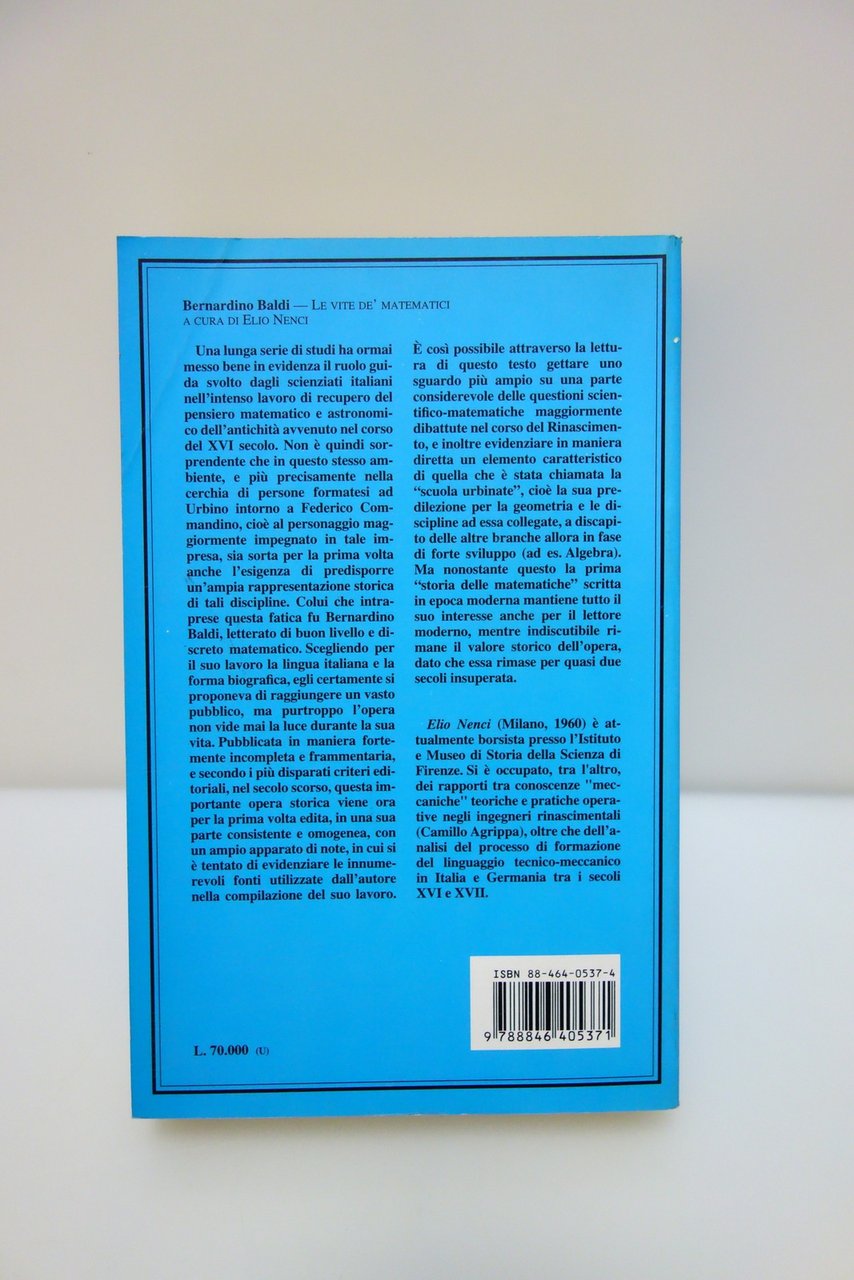 Bernardino Baldi — LE VITE DE' MATEMATICI
A CURA DI ELIO NENCI
Una lunga serie di studi ha ormai
messo bene in evidenza il ruolo gui-
da svolto dagli scienziati italiani
nell'intenso lavoro di recupero del
pensiero matematico e astronomi-
co dell'antichità avvenuto nel corso
del XVI secolo. Non è quindi sor-
prendente che in questo stesso am-
biente, e più precisamente nella
cerchia di persone formatesi ad
Urbino intorno a Federico Com-
mandino, cioè al personaggio mag-
giormente impegnato in tale im-
presa, sia sorta per la prima volta
anche l'esigenza di predisporre
un'ampia rappresentazione storica
di tali discipline. Colui che intra-
prese questa fatica fu Bernardino
Baldi, letterato di buon livello e di-
screto matematico. Scegliendo per
il suo lavoro la lingua italiana e la
forma biografica, egli certamente si
proponeva di raggiungere un vasto
pubblico, ma purtroppo l'opera
non vide mai la luce durante la sua
vita. Pubblicata in maniera forte-
mente incompleta e frammentaria,
e secondo i più disparati criteri edi-
toriali, nel secolo scorso, questa im-
portante opera storica viene ora
per la prima volta edita, in una sua
parte consistente e omogenea, con
un ampio apparato di note, in cui si
è tentato di evidenziare le innume-
revoli fonti utilizzate dall'autore
nella compilazione del suo lavoro.
È così possibile attraverso la lettu-
ra di questo testo gettare uno
sguardo più ampio su una parte
considerevole delle questioni scien-
tifico-matematiche maggiormente
dibattute nel corso del Rinascimen-
to, e inoltre evidenziare in maniera
diretta un elemento caratteristico
di quella che è stata chiamata la
“scuola urbinate”, cioè la sua pre-
dilezione per la geometria e le di-
scipline ad essa collegate, a discapi-
to delle altre branche allora in fase
di forte sviluppo (ad es. Algebra).
Ma nonostante questo la prima
“storia delle matematiche” scritta
in epoca moderna mantiene tutto il
suo interesse anche per il lettore
moderno, mentre indiscutibile ri-
mane il valore storico dell'opera,
dato che essa rimase per quasi due
secoli insuperata.
Elio Nenci (Milano, 1960) è at-
tualmente borsista presso l'Istituto
e Museo di Storia della Scienza di
Firenze. Si è occupato, tra l'altro,
dei rapporti tra conoscenze "mec-
caniche" teoriche e pratiche opera-
tive negli ingegneri rinascimentali
(Camillo Agrippa), oltre che dell'a-
nalisi del processo di formazione
del linguaggio tecnico-meccanico
in Italia e Germania tra i secoli
XVI e XVII.
ISBN 88-464-0537-4
9 788846 405371
L. 70.000 (U)